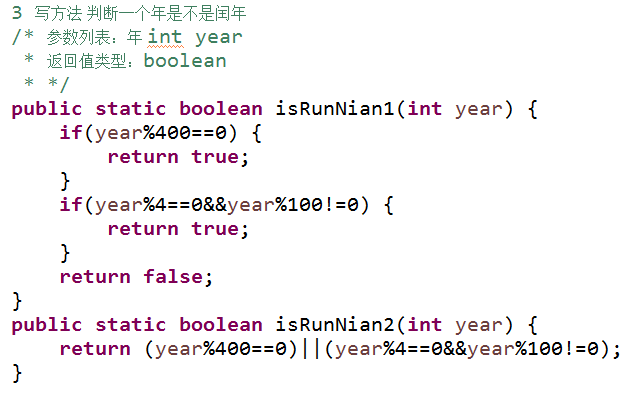 3 写方法 判断一个年是不是闰年
/* 参数列表：年 int year
 * 返回值类型：boolean
 * */
public static boolean isRunNian1(int year) {
    if(year%400==0) {
        return true;
    }
    if(year%4==0&&year%100!=0) {
        return true;
    }
    return false;
}
public static boolean isRunNian2(int year) {
    return (year%400==0)||(year%4==0&&year%100!=0);
}